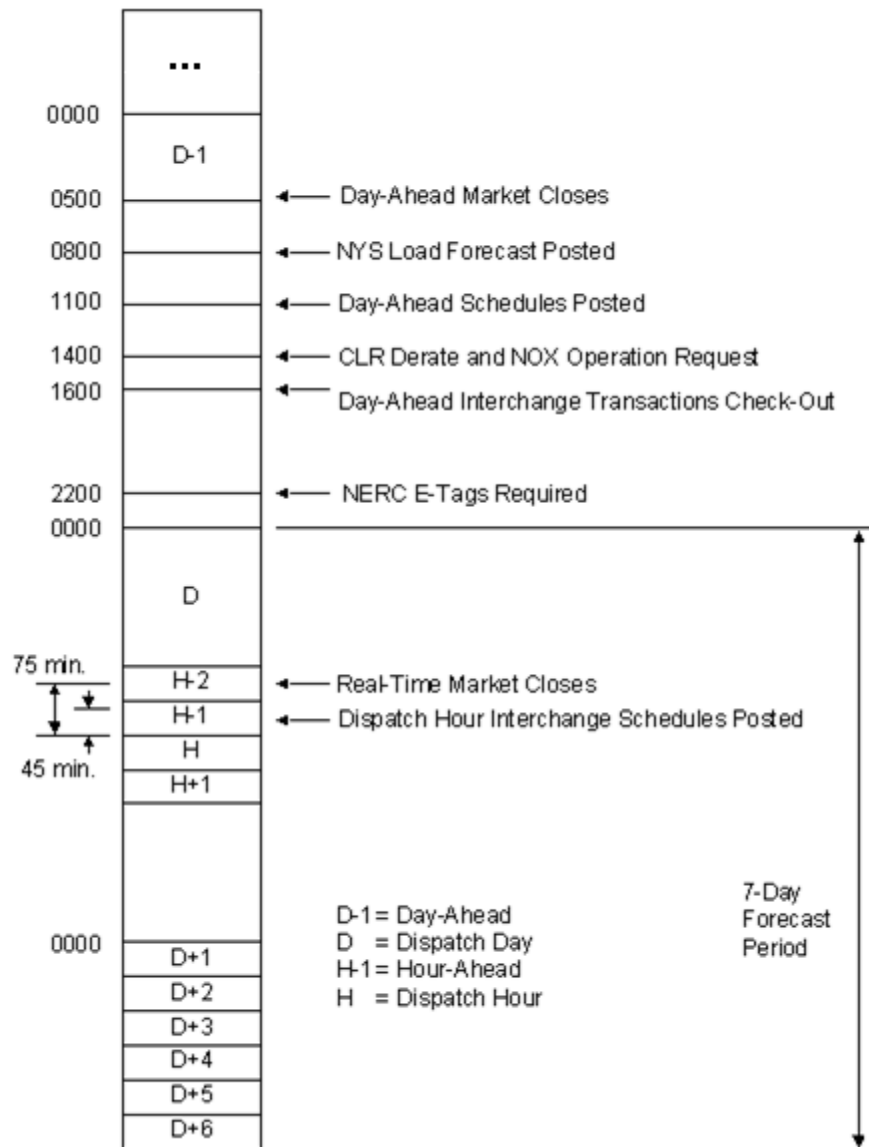 ...
0000
D-1
0500
Day-Ahead Market Closes
0800
NYS Load Forecast Posted
1100
Day-Ahead Schedules Posted
1400
CLR Derate and NOX Operation Request
1600
Day-Ahead Interchange Transactions Check-Out
2200
NERC E-Tags Required
0000
D
75 min.
H-2
Real-Time Market Closes
H-1
Dispatch Hour Interchange Schedules Posted
H
45 min.
H+1
7-Day
Forecast
Period
D-1 = Day-Ahead
D = Dispatch Day
H-1 = Hour-Ahead
H = Dispatch Hour
0000
D+1
D+2
D+3
D+4
D+5
D+6